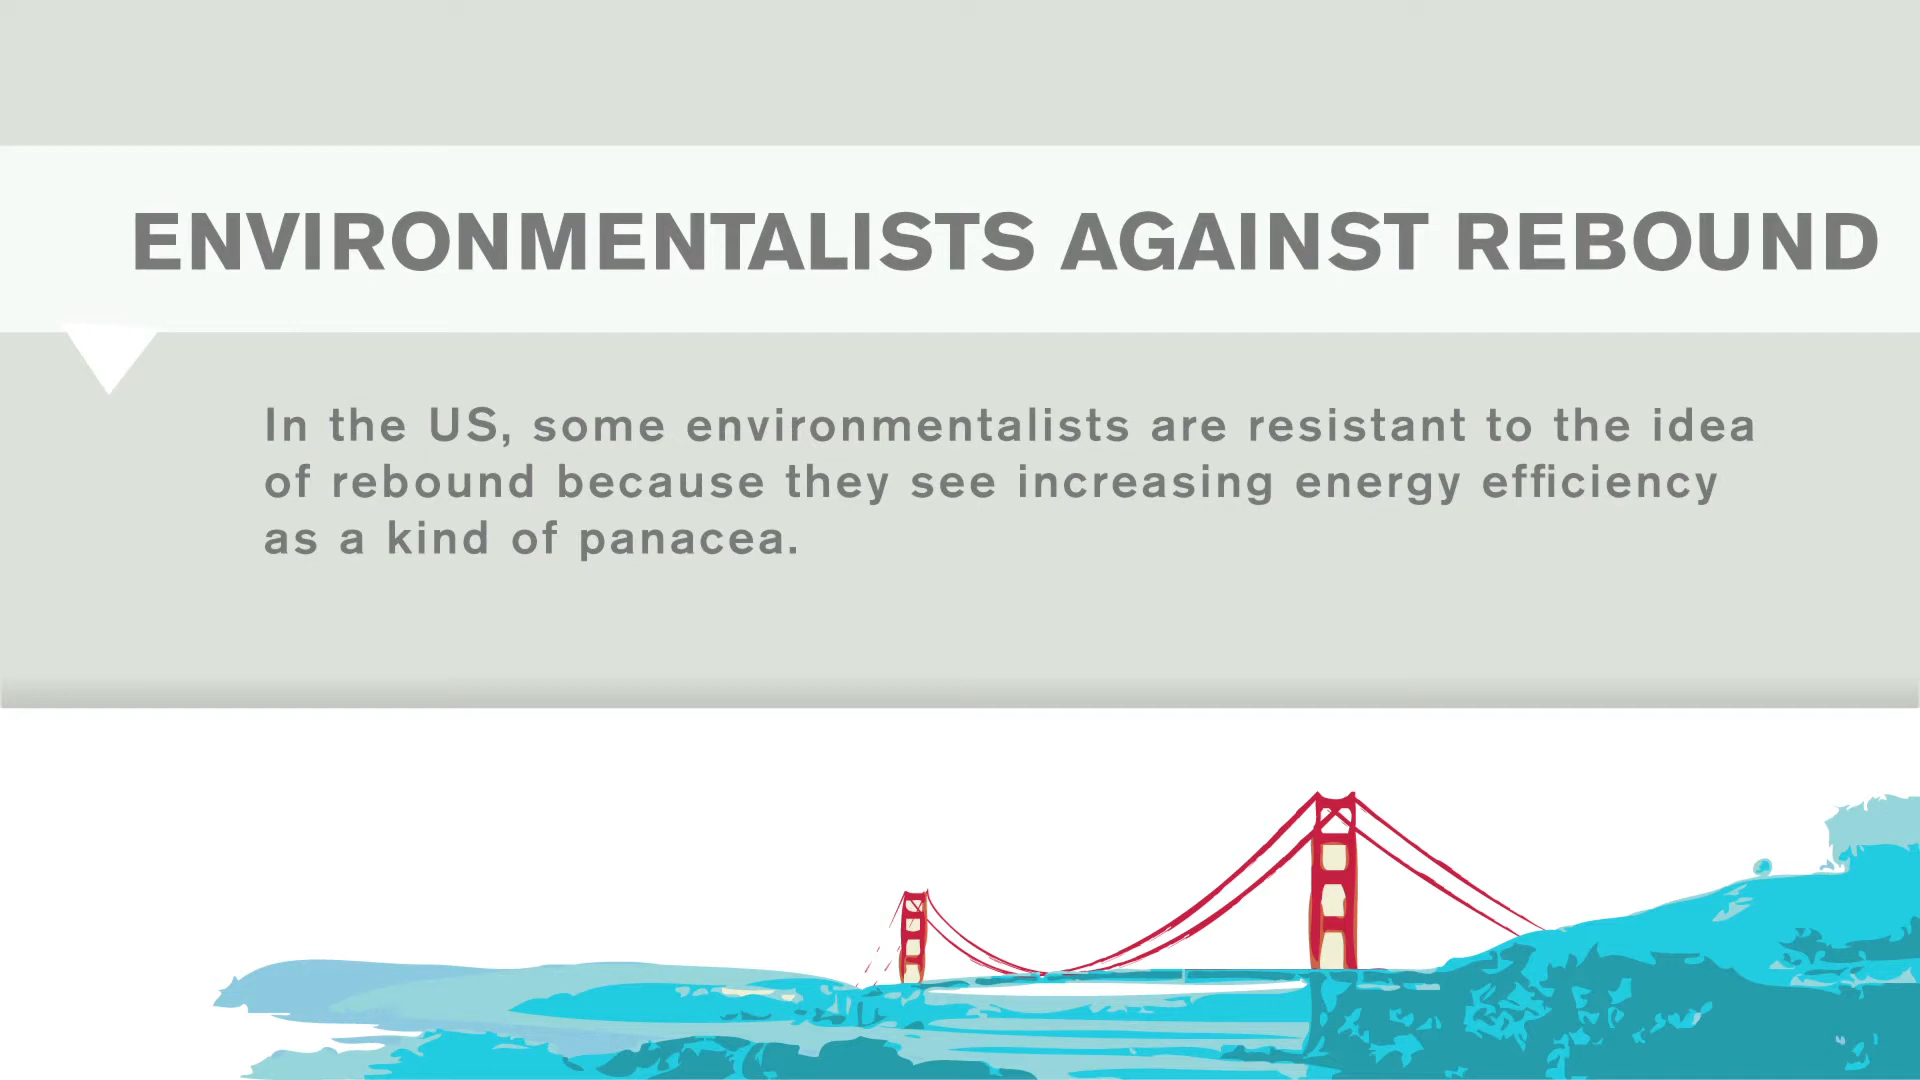 ENVIRONMENTALISTS AGAINST REBOUND
In the US, some environmentalists are resistant to the idea
of rebound because they see increasing energy efficiency
as a kind of panacea.